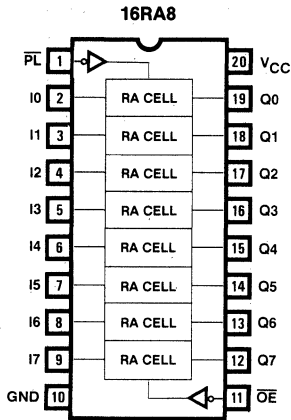 16RA8
PL 1 20 VCC
I0 2 RA CELL 19 Q0
I1 3 RA CELL 18 Q1
I2 4 RA CELL 17 Q2
I3 5 RA CELL 16 Q3
I4 6 RA CELL 15 Q4
I5 7 RA CELL 14 Q5
I6 8 RA CELL 13 Q6
I7 9 RA CELL 12 Q7
GND 10 11 OE